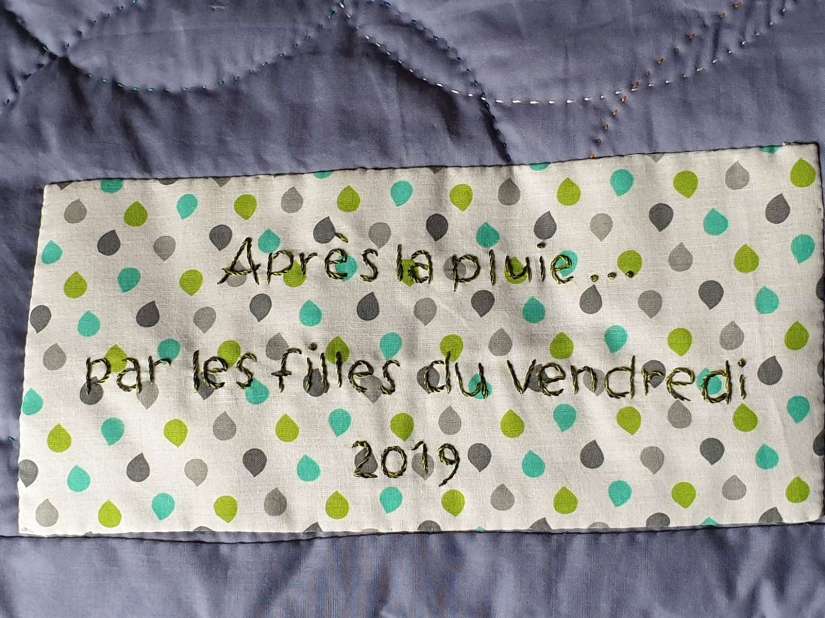 Après la pluie...
par les filles du vendredi
2019